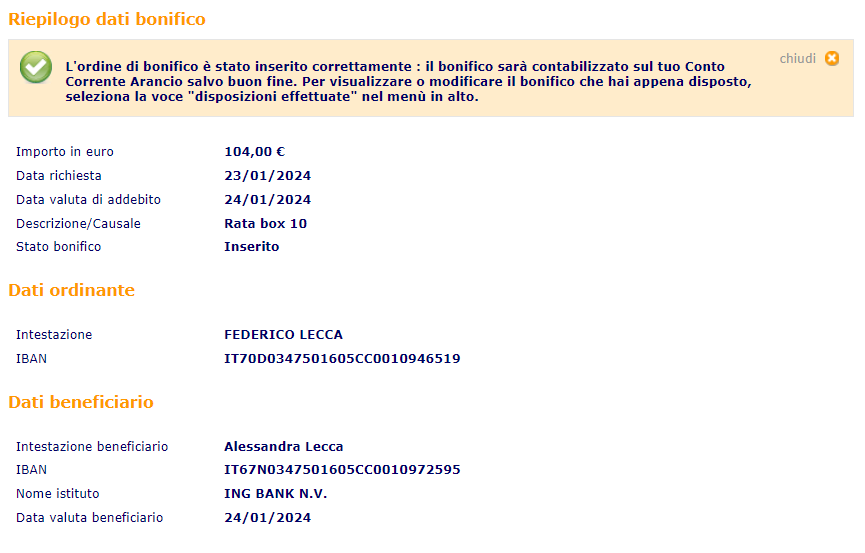 Riepilogo dati bonifico
chiudi
L'ordine di bonifico è stato inserito correttamente : il bonifico sarà contabilizzato sul tuo Conto
Corrente Arancio salvo buon fine. Per visualizzare o modificare il bonifico che hai appena disposto,
seleziona la voce "disposizioni effettuate" nel menù in alto.
Importo in euro 104,00 €
Data richiesta 23/01/2024
Data valuta di addebito 24/01/2024
Descrizione/Causale Rata box 10
Stato bonifico Inserito
Dati ordinante
Intestazione FEDERICO LECCA
IBAN IT70D0347501605CC0010946519
Dati beneficiario
Intestazione beneficiario Alessandra Lecca
IBAN IT67N0347501605CC0010972595
Nome istituto ING BANK N.V.
Data valuta beneficiario 24/01/2024